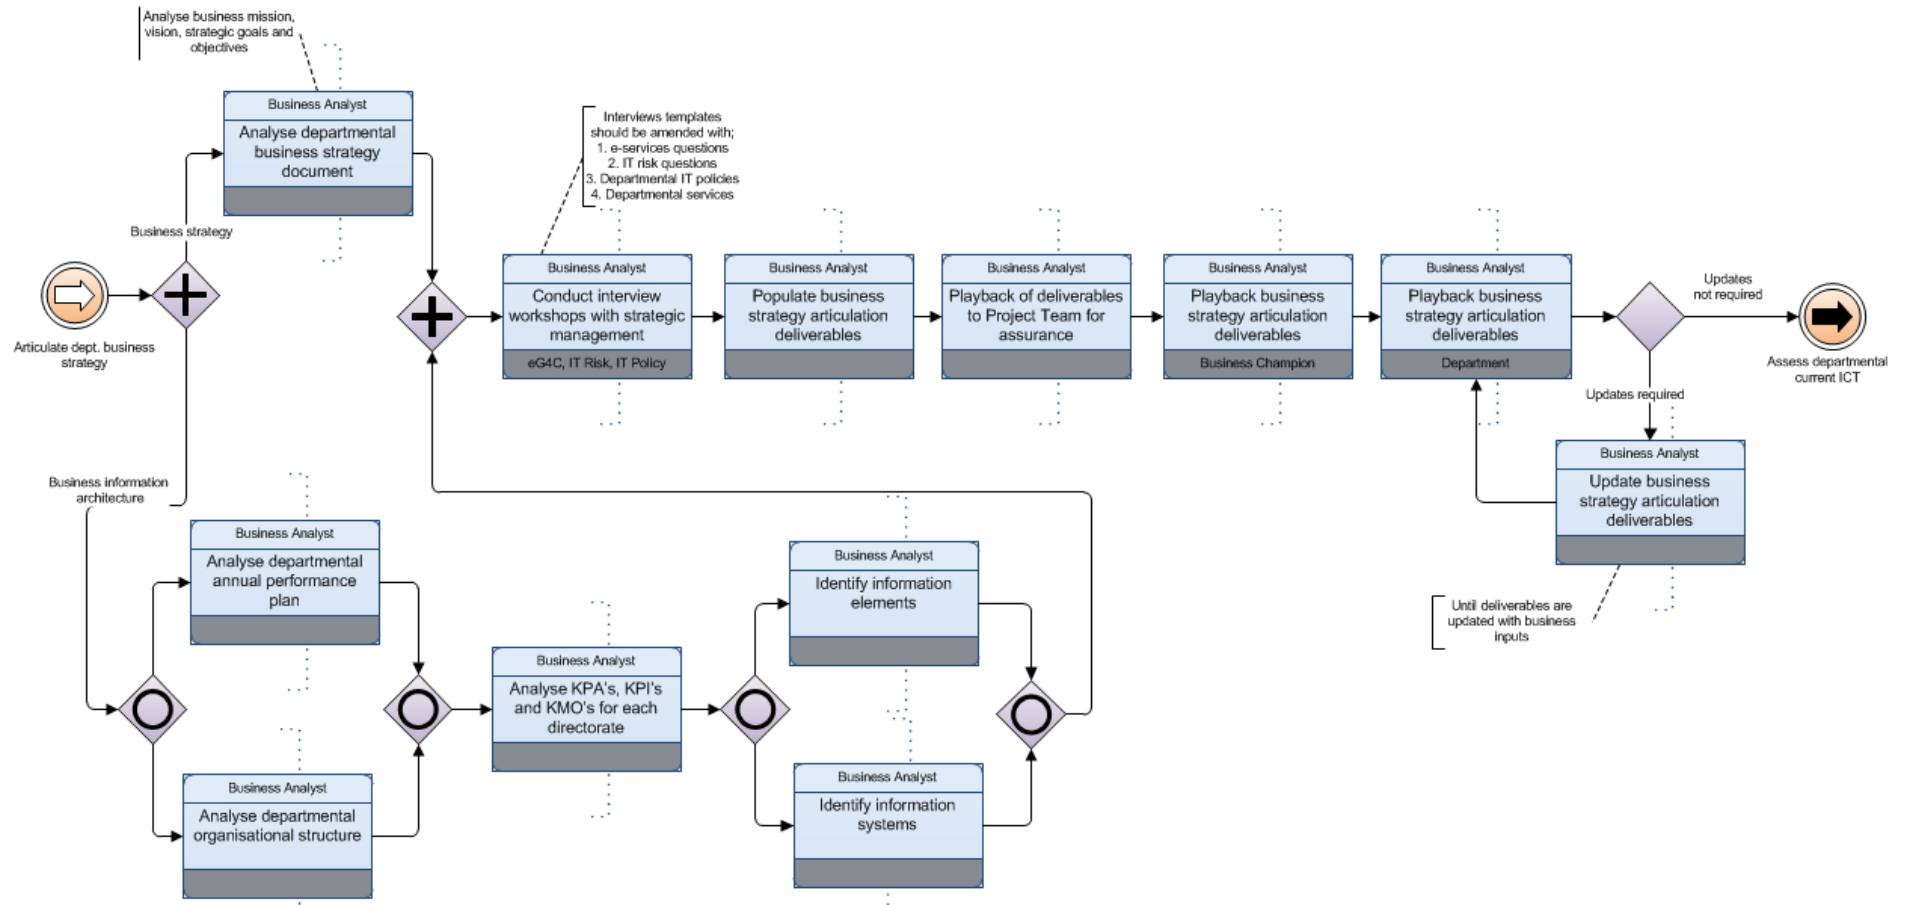 Analyse business mission,
vision, strategic goals and
objectives
Business Analyst
Analyse departmental
business strategy
document
Business strategy
Articulate dept. business
strategy
Interviews templates
should be amended with;
1. e-services questions
2. IT risk questions
3. Departmental IT policies
4. Departmental services
Business Analyst
Conduct interview
workshops with strategic
management
eG4C, IT Risk, IT Policy
Business Analyst
Populate business
strategy articulation
deliverables
Business Analyst
Playback of deliverables
to Project Team for
assurance
Business Analyst
Playback business
strategy articulation
deliverables
Business Champion
Business Analyst
Playback business
strategy articulation
deliverables
Department
Updates
not required
Assess departmental
current ICT
Updates required
Business Analyst
Update business
strategy articulation
deliverables
Until deliverables are
updated with business
inputs
Business information
architecture
Business Analyst
Analyse departmental
annual performance
plan
Business Analyst
Analyse departmental
organisational structure
Business Analyst
Analyse KPA's, KPI's
and KMO's for each
directorate
Business Analyst
Identify information
elements
Business Analyst
Identify information
systems